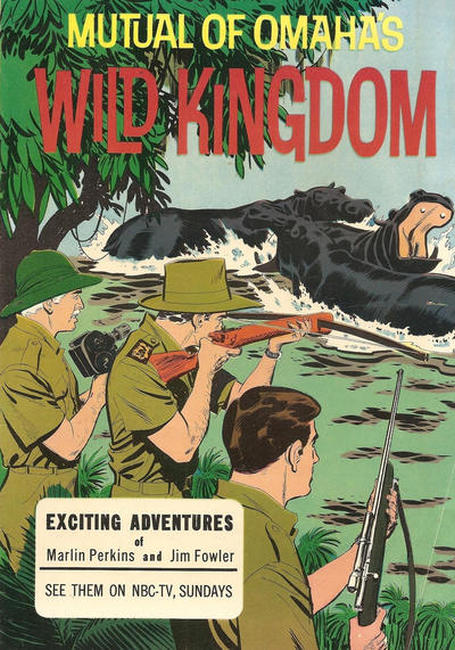 MUTUAL OF OMAHA'S
WILD KINGDOM
EXCITING ADVENTURES
of
Marlin Perkins and Jim Fowler
SEE THEM ON NBC-TV, SUNDAYS